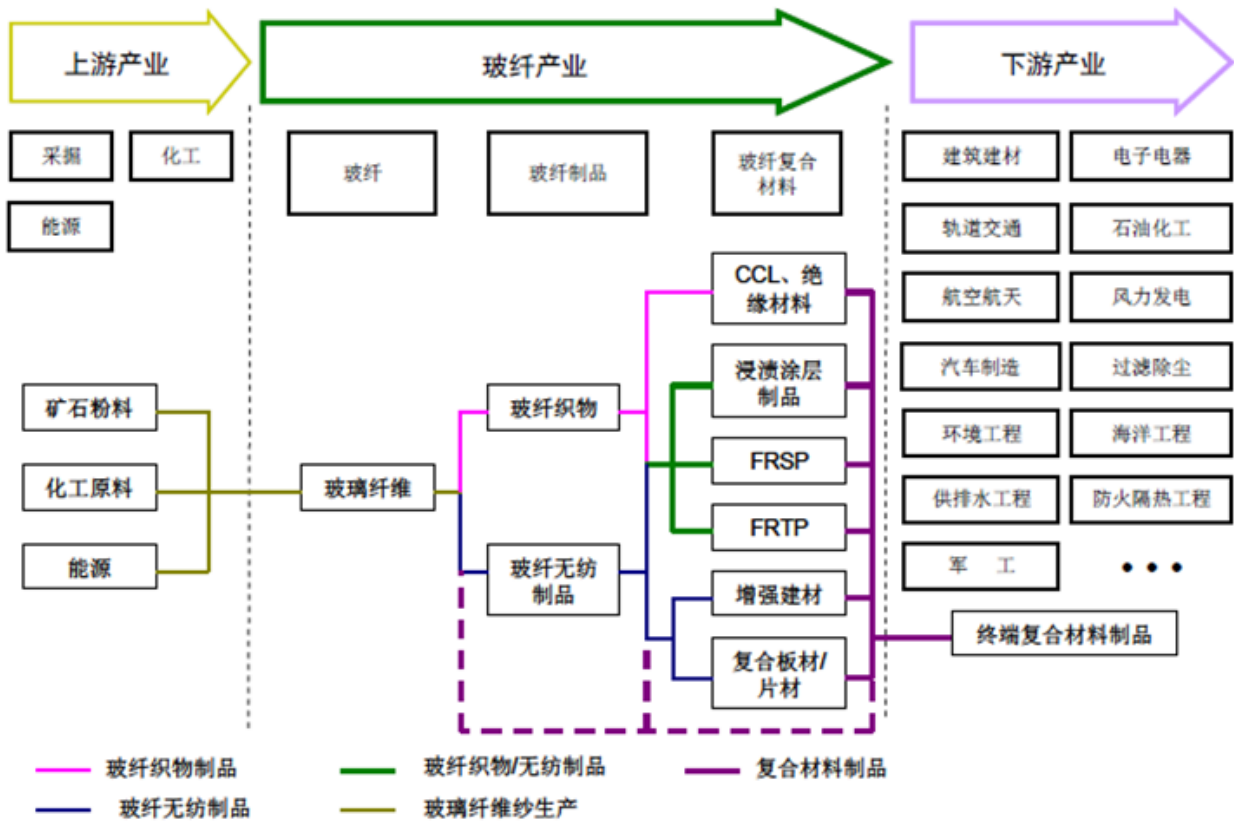 上游产业
玻纤产业
下游产业
采掘
化工
能源
玻纤
玻纤制品
玻纤复合
材料
建筑建材
电子电器
轨道交通
石油化工
航空航天
风力发电
汽车制造
过滤除尘
环境工程
海洋工程
供排水工程
防火隔热工程
军 工
•••
矿石粉料
化工原料
能源
玻璃纤维
玻纤织物
玻纤无纺
制品
CCL、绝
缘材料
浸渍涂层
制品
FRSP
FRTP
增强建材
复合板材/
片材
终端复合材料制品
玻纤织物制品
玻纤织物/无纺制品
复合材料制品
玻纤无纺制品
玻璃纤维纱生产